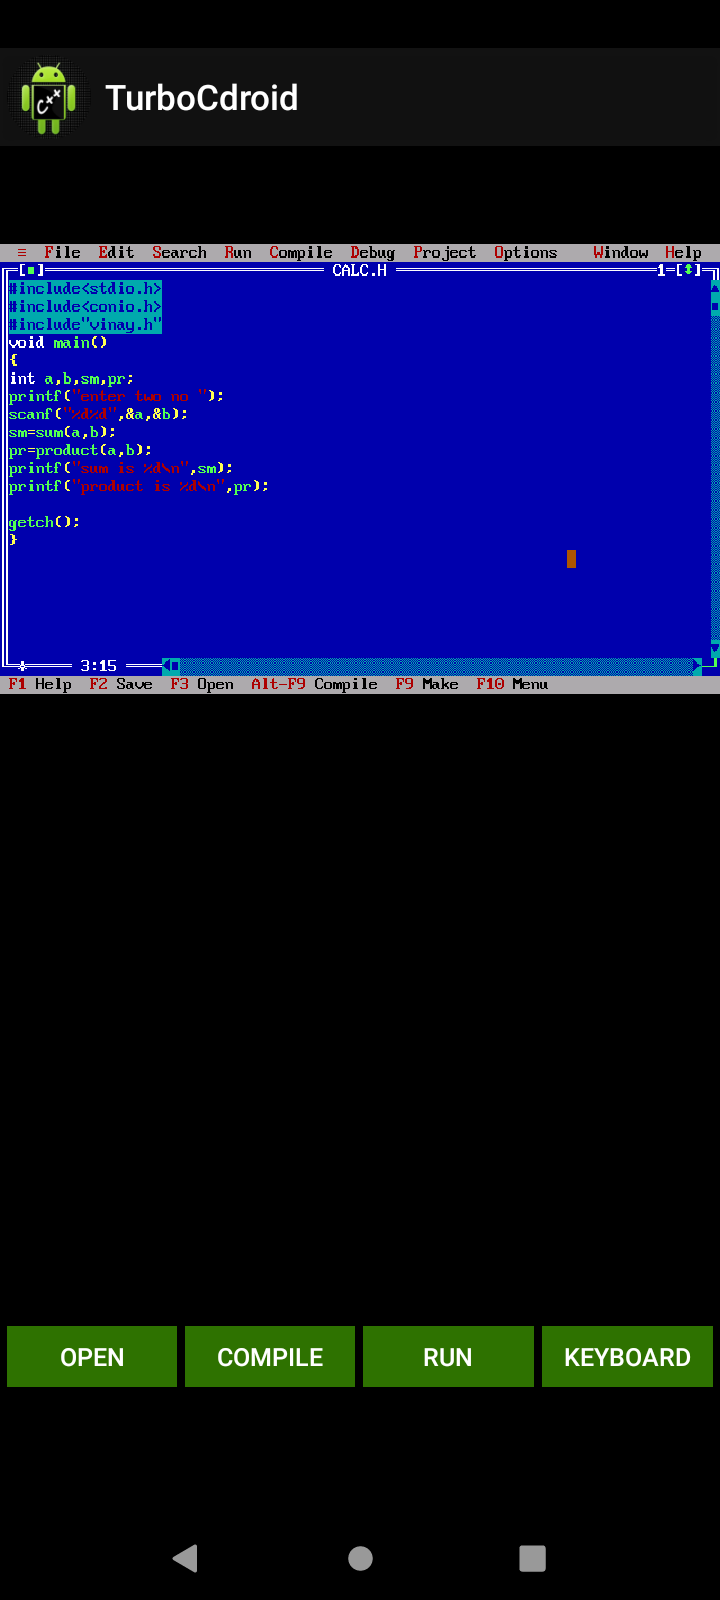 C++
TurboCdroid
≡ File Edit Search Run Compile Debug Project Options Window Help
[■] CALC.H 1=[↕]
#include<stdio.h>
#include<conio.h>
#include"vinay.h"
void main()
{
int a,b,sm,pr;
printf("enter two no ");
scanf("%d%d",&a,&b);
sm=sum(a,b);
pr=product(a,b);
printf("sum is %d\n",sm);
printf("product is %d\n",pr);
getch();
}
3:15
F1 Help F2 Save F3 Open Alt-F9 Compile F9 Make F10 Menu
OPEN COMPILE RUN KEYBOARD